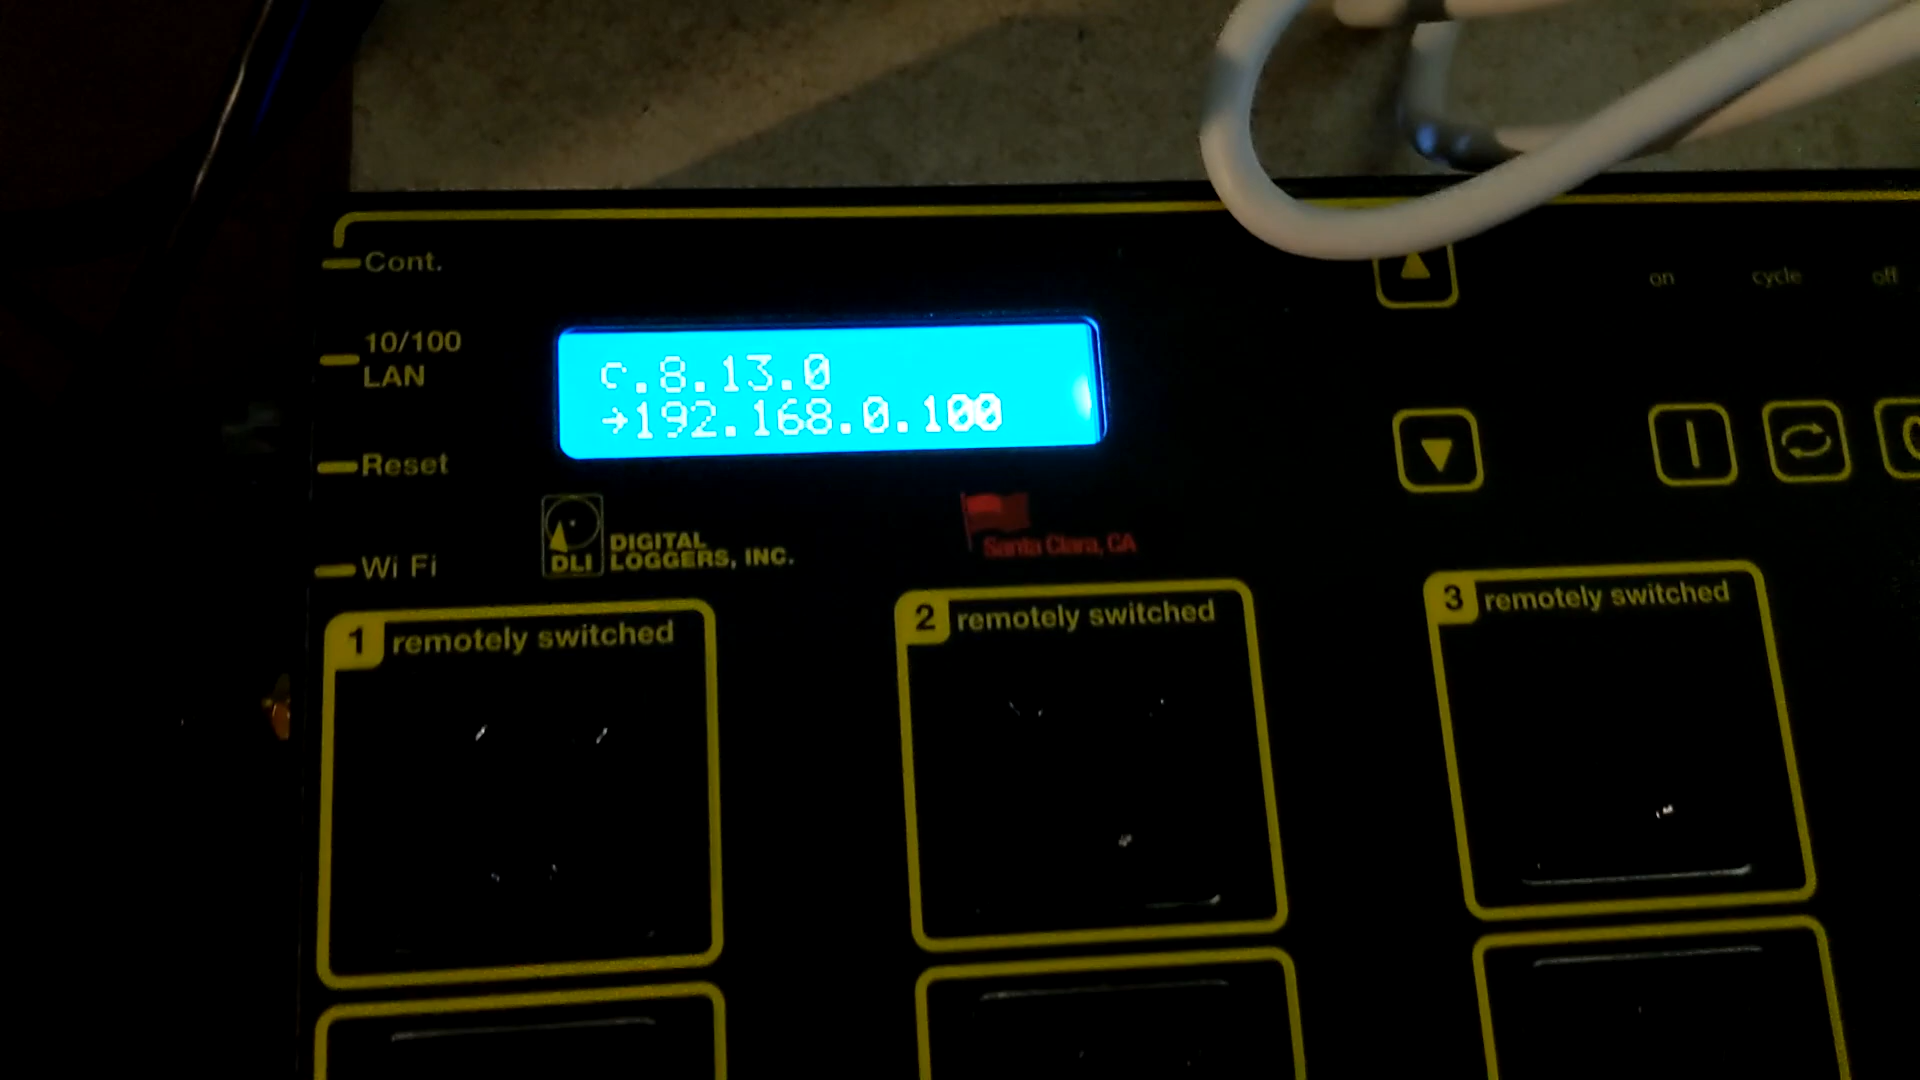 Cont.
on cycle off
10/100
LAN
c.8.13.0
→192.168.0.100
Reset
DLI DIGITAL
LOGGERS, INC.
Santa Clara, CA
Wi Fi
1 remotely switched
2 remotely switched
3 remotely switched